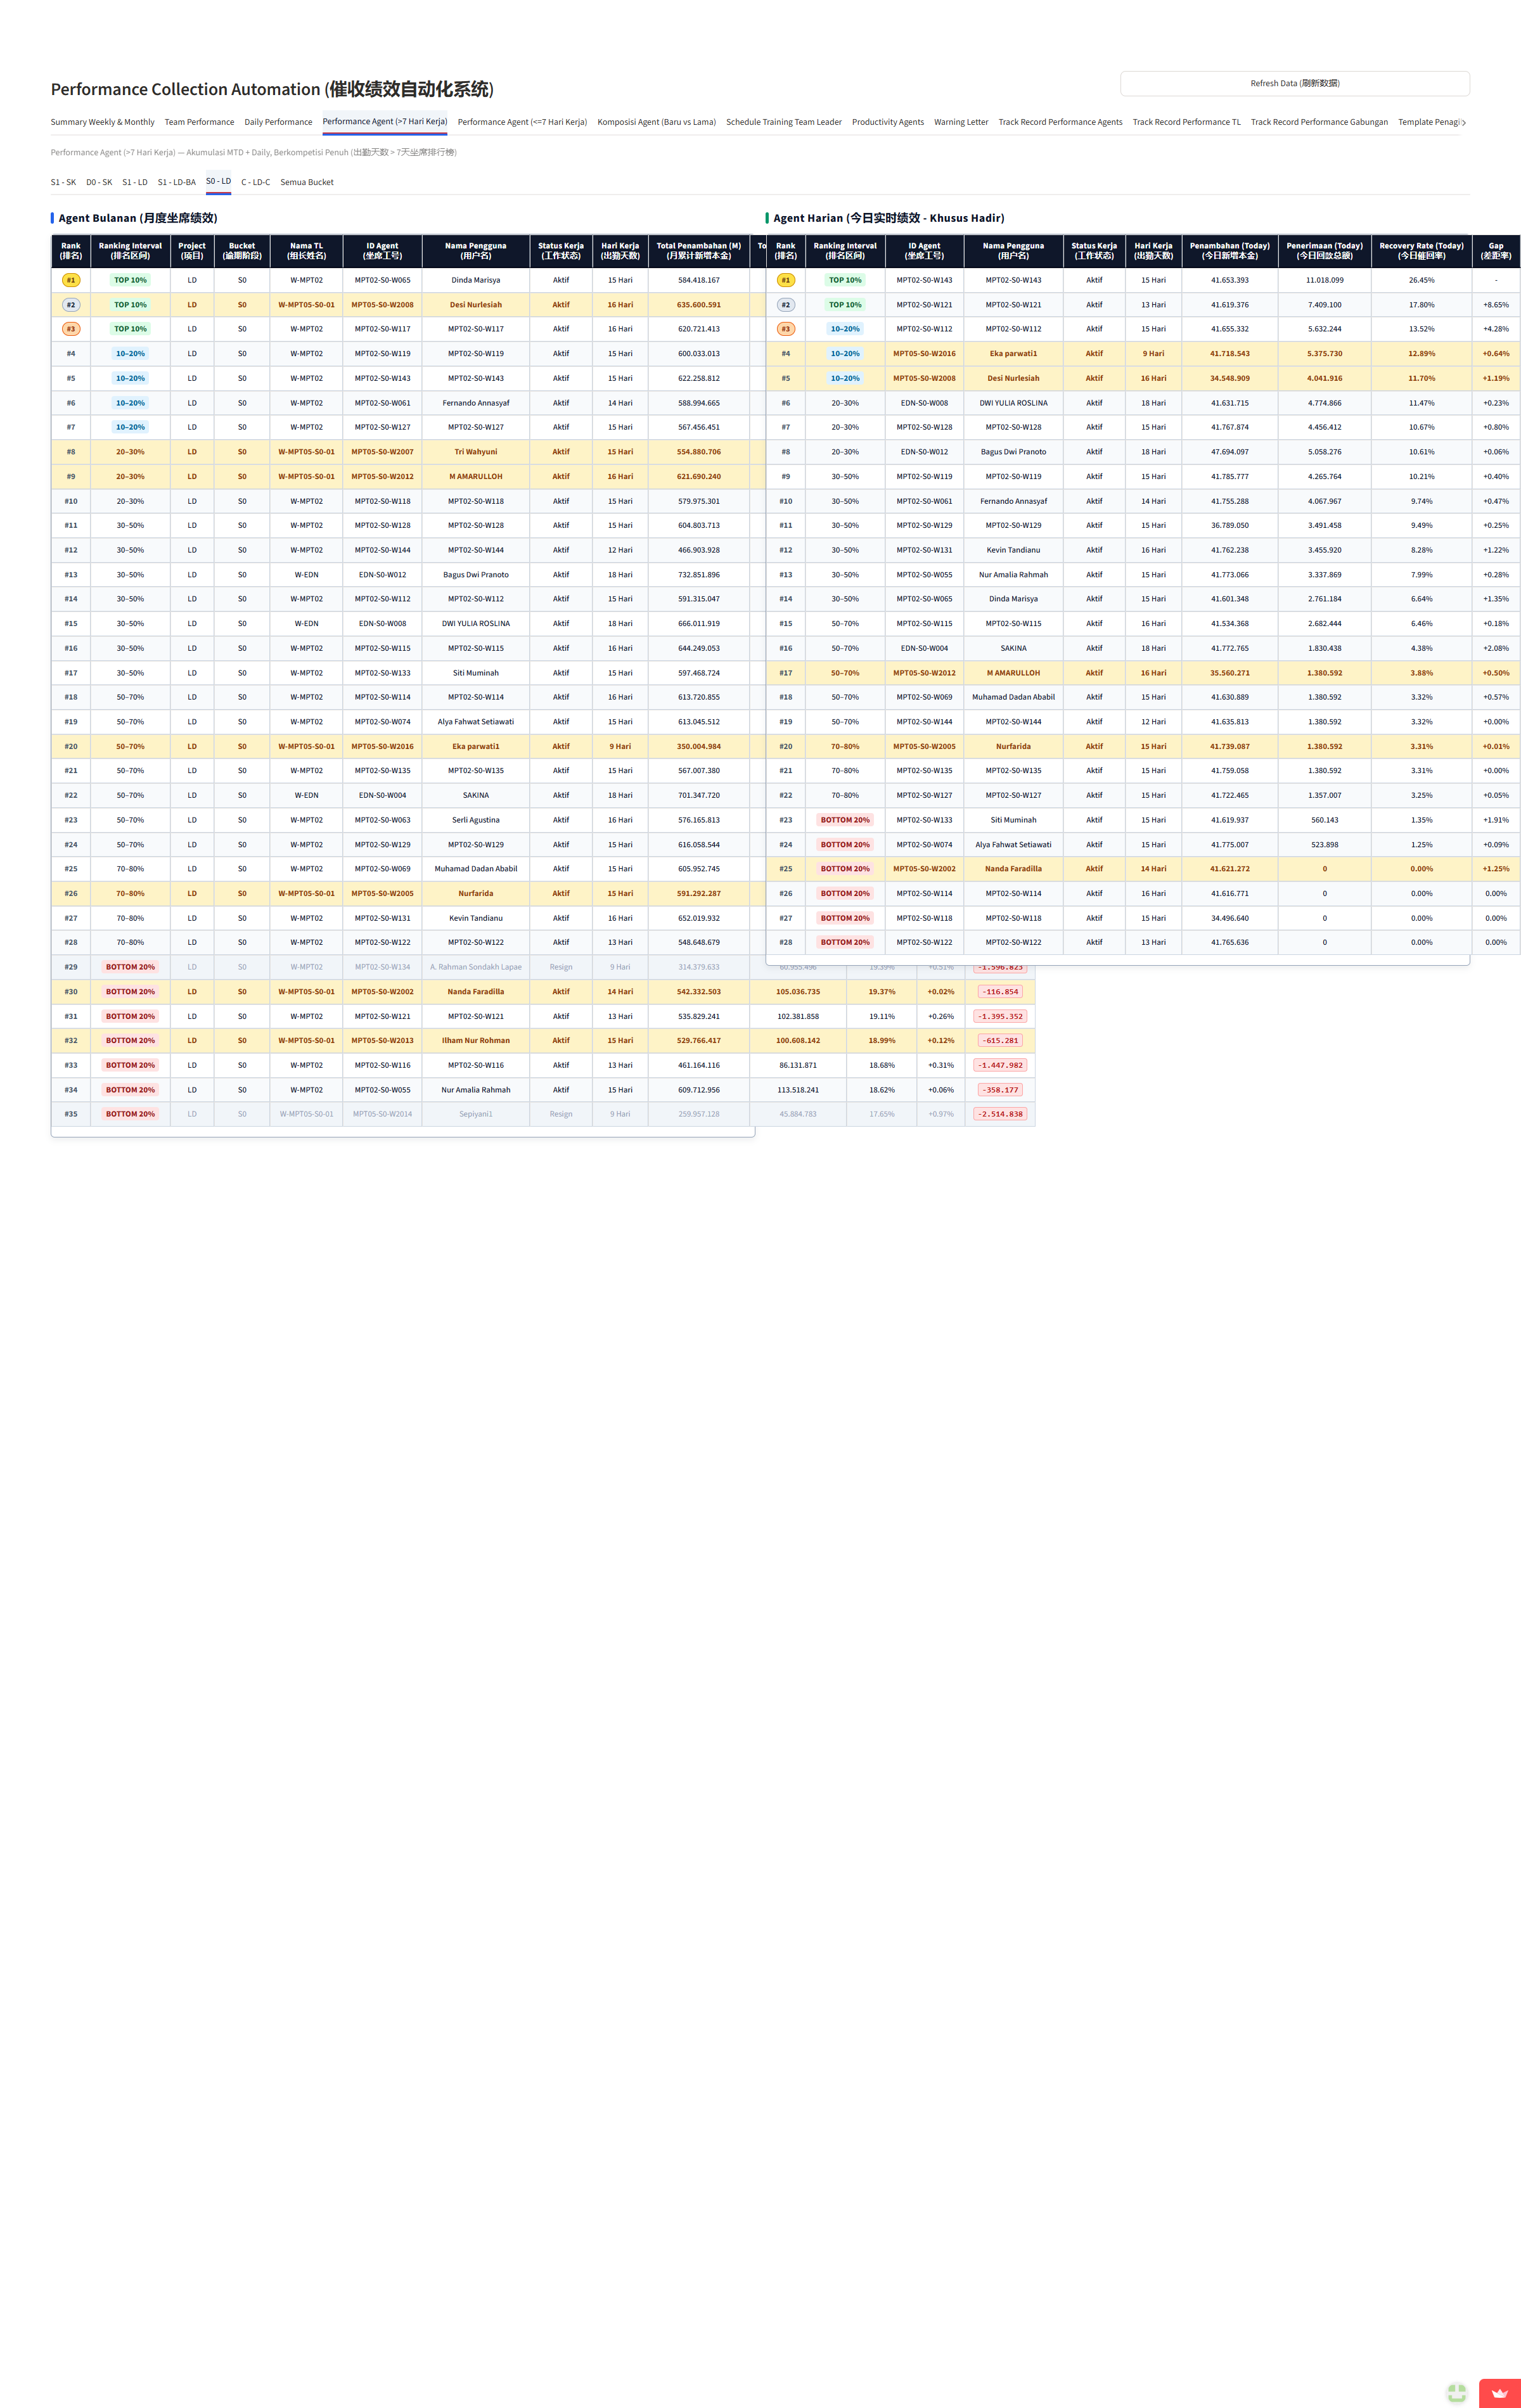 Performance Collection Automation (催收绩效自动化系统)
Refresh Data (刷新数据)
Summary Weekly & Monthly Team Performance Daily Performance Performance Agent (>7 Hari Kerja) Performance Agent (<=7 Hari Kerja) Komposisi Agent (Baru vs Lama) Schedule Training Team Leader Productivity Agents Warning Letter Track Record Performance Agents Track Record Performance TL Track Record Performance Gabungan Template Penagi
Performance Agent (>7 Hari Kerja) — Akumulasi MTD + Daily, Berkompetisi Penuh (出勤天数 > 7天坐席排行榜)
S1 - SK D0 - SK S1 - LD S1 - LD-BA S0 - LD C - LD-C Semua Bucket
Agent Bulanan (月度坐席绩效)
Rank Ranking Interval Project Bucket Nama TL ID Agent Nama Pengguna Status Kerja Hari Kerja Total Penambahan (M) To
(排名) (排名区间) (项目) (逾期阶段) (组长姓名) (坐席工号) (用户名) (工作状态) (出勤天数) (月累计新增本金)
#1 TOP 10% LD S0 W-MPT02 MPT02-S0-W065 Dinda Marisya Aktif 15 Hari 584.418.167
#2 TOP 10% LD S0 W-MPT05-S0-01 MPT05-S0-W2008 Desi Nurlesiah Aktif 16 Hari 635.600.591
#3 TOP 10% LD S0 W-MPT02 MPT02-S0-W117 MPT02-S0-W117 Aktif 16 Hari 620.721.413
#4 10–20% LD S0 W-MPT02 MPT02-S0-W119 MPT02-S0-W119 Aktif 15 Hari 600.033.013
#5 10–20% LD S0 W-MPT02 MPT02-S0-W143 MPT02-S0-W143 Aktif 15 Hari 622.258.812
#6 10–20% LD S0 W-MPT02 MPT02-S0-W061 Fernando Annasyaf Aktif 14 Hari 588.994.665
#7 10–20% LD S0 W-MPT02 MPT02-S0-W127 MPT02-S0-W127 Aktif 15 Hari 567.456.451
#8 20–30% LD S0 W-MPT05-S0-01 MPT05-S0-W2007 Tri Wahyuni Aktif 15 Hari 554.880.706
#9 20–30% LD S0 W-MPT05-S0-01 MPT05-S0-W2012 M AMARULLOH Aktif 16 Hari 621.690.240
#10 20–30% LD S0 W-MPT02 MPT02-S0-W118 MPT02-S0-W118 Aktif 15 Hari 579.975.301
#11 30–50% LD S0 W-MPT02 MPT02-S0-W128 MPT02-S0-W128 Aktif 15 Hari 604.803.713
#12 30–50% LD S0 W-MPT02 MPT02-S0-W144 MPT02-S0-W144 Aktif 12 Hari 466.903.928
#13 30–50% LD S0 W-EDN EDN-S0-W012 Bagus Dwi Pranoto Aktif 18 Hari 732.851.896
#14 30–50% LD S0 W-MPT02 MPT02-S0-W112 MPT02-S0-W112 Aktif 15 Hari 591.315.047
#15 30–50% LD S0 W-EDN EDN-S0-W008 DWI YULIA ROSLINA Aktif 18 Hari 666.011.919
#16 30–50% LD S0 W-MPT02 MPT02-S0-W115 MPT02-S0-W115 Aktif 16 Hari 644.249.053
#17 30–50% LD S0 W-MPT02 MPT02-S0-W133 Siti Muminah Aktif 15 Hari 597.468.724
#18 50–70% LD S0 W-MPT02 MPT02-S0-W114 MPT02-S0-W114 Aktif 16 Hari 613.720.855
#19 50–70% LD S0 W-MPT02 MPT02-S0-W074 Alya Fahwat Setiawati Aktif 15 Hari 613.045.512
#20 50–70% LD S0 W-MPT05-S0-01 MPT05-S0-W2016 Eka parwati1 Aktif 9 Hari 350.004.984
#21 50–70% LD S0 W-MPT02 MPT02-S0-W135 MPT02-S0-W135 Aktif 15 Hari 567.007.380
#22 50–70% LD S0 W-EDN EDN-S0-W004 SAKINA Aktif 18 Hari 701.347.720
#23 50–70% LD S0 W-MPT02 MPT02-S0-W063 Serli Agustina Aktif 16 Hari 576.165.813
#24 50–70% LD S0 W-MPT02 MPT02-S0-W129 MPT02-S0-W129 Aktif 15 Hari 616.058.544
#25 70–80% LD S0 W-MPT02 MPT02-S0-W069 Muhamad Dadan Ababil Aktif 15 Hari 605.952.745
#26 70–80% LD S0 W-MPT05-S0-01 MPT05-S0-W2005 Nurfarida Aktif 15 Hari 591.292.287
#27 70–80% LD S0 W-MPT02 MPT02-S0-W131 Kevin Tandianu Aktif 16 Hari 652.019.932
#28 70–80% LD S0 W-MPT02 MPT02-S0-W122 MPT02-S0-W122 Aktif 13 Hari 548.648.679
#29 BOTTOM 20% LD S0 W-MPT02 MPT02-S0-W134 A. Rahman Sondakh Lapae Resign 9 Hari 314.379.633 60.955.496 19.39% +0.51% -1.596.823
#30 BOTTOM 20% LD S0 W-MPT05-S0-01 MPT05-S0-W2002 Nanda Faradilla Aktif 14 Hari 542.332.503 105.036.735 19.37% +0.02% -116.854
#31 BOTTOM 20% LD S0 W-MPT02 MPT02-S0-W121 MPT02-S0-W121 Aktif 13 Hari 535.829.241 102.381.858 19.11% +0.26% -1.395.352
#32 BOTTOM 20% LD S0 W-MPT05-S0-01 MPT05-S0-W2013 Ilham Nur Rohman Aktif 15 Hari 529.766.417 100.608.142 18.99% +0.12% -615.281
#33 BOTTOM 20% LD S0 W-MPT02 MPT02-S0-W116 MPT02-S0-W116 Aktif 13 Hari 461.164.116 86.131.871 18.68% +0.31% -1.447.982
#34 BOTTOM 20% LD S0 W-MPT02 MPT02-S0-W055 Nur Amalia Rahmah Aktif 15 Hari 609.712.956 113.518.241 18.62% +0.06% -358.177
#35 BOTTOM 20% LD S0 W-MPT05-S0-01 MPT05-S0-W2014 Sepiyani1 Resign 9 Hari 259.957.128 45.884.783 17.65% +0.97% -2.514.838
Agent Harian (今日实时绩效 - Khusus Hadir)
Rank Ranking Interval ID Agent Nama Pengguna Status Kerja Hari Kerja Penambahan (Today) Penerimaan (Today) Recovery Rate (Today) Gap
(排名) (排名区间) (坐席工号) (用户名) (工作状态) (出勤天数) (今日新增本金) (今日回款总额) (今日催回率) (差距率)
#1 TOP 10% MPT02-S0-W143 MPT02-S0-W143 Aktif 15 Hari 41.653.393 11.018.099 26.45% -
#2 TOP 10% MPT02-S0-W121 MPT02-S0-W121 Aktif 13 Hari 41.619.376 7.409.100 17.80% +8.65%
#3 10–20% MPT02-S0-W112 MPT02-S0-W112 Aktif 15 Hari 41.655.332 5.632.244 13.52% +4.28%
#4 10–20% MPT05-S0-W2016 Eka parwati1 Aktif 9 Hari 41.718.543 5.375.730 12.89% +0.64%
#5 10–20% MPT05-S0-W2008 Desi Nurlesiah Aktif 16 Hari 34.548.909 4.041.916 11.70% +1.19%
#6 20–30% EDN-S0-W008 DWI YULIA ROSLINA Aktif 18 Hari 41.631.715 4.774.866 11.47% +0.23%
#7 20–30% MPT02-S0-W128 MPT02-S0-W128 Aktif 15 Hari 41.767.874 4.456.412 10.67% +0.80%
#8 20–30% EDN-S0-W012 Bagus Dwi Pranoto Aktif 18 Hari 47.694.097 5.058.276 10.61% +0.06%
#9 30–50% MPT02-S0-W119 MPT02-S0-W119 Aktif 15 Hari 41.785.777 4.265.764 10.21% +0.40%
#10 30–50% MPT02-S0-W061 Fernando Annasyaf Aktif 14 Hari 41.755.288 4.067.967 9.74% +0.47%
#11 30–50% MPT02-S0-W129 MPT02-S0-W129 Aktif 15 Hari 36.789.050 3.491.458 9.49% +0.25%
#12 30–50% MPT02-S0-W131 Kevin Tandianu Aktif 16 Hari 41.762.238 3.455.920 8.28% +1.22%
#13 30–50% MPT02-S0-W055 Nur Amalia Rahmah Aktif 15 Hari 41.773.066 3.337.869 7.99% +0.28%
#14 30–50% MPT02-S0-W065 Dinda Marisya Aktif 15 Hari 41.601.348 2.761.184 6.64% +1.35%
#15 50–70% MPT02-S0-W115 MPT02-S0-W115 Aktif 16 Hari 41.534.368 2.682.444 6.46% +0.18%
#16 50–70% EDN-S0-W004 SAKINA Aktif 18 Hari 41.772.765 1.830.438 4.38% +2.08%
#17 50–70% MPT05-S0-W2012 M AMARULLOH Aktif 16 Hari 35.560.271 1.380.592 3.88% +0.50%
#18 50–70% MPT02-S0-W069 Muhamad Dadan Ababil Aktif 15 Hari 41.630.889 1.380.592 3.32% +0.57%
#19 50–70% MPT02-S0-W144 MPT02-S0-W144 Aktif 12 Hari 41.635.813 1.380.592 3.32% +0.00%
#20 70–80% MPT05-S0-W2005 Nurfarida Aktif 15 Hari 41.739.087 1.380.592 3.31% +0.01%
#21 70–80% MPT02-S0-W135 MPT02-S0-W135 Aktif 15 Hari 41.759.058 1.380.592 3.31% +0.00%
#22 70–80% MPT02-S0-W127 MPT02-S0-W127 Aktif 15 Hari 41.722.465 1.357.007 3.25% +0.05%
#23 BOTTOM 20% MPT02-S0-W133 Siti Muminah Aktif 15 Hari 41.619.937 560.143 1.35% +1.91%
#24 BOTTOM 20% MPT02-S0-W074 Alya Fahwat Setiawati Aktif 15 Hari 41.775.007 523.898 1.25% +0.09%
#25 BOTTOM 20% MPT05-S0-W2002 Nanda Faradilla Aktif 14 Hari 41.621.272 0 0.00% +1.25%
#26 BOTTOM 20% MPT02-S0-W114 MPT02-S0-W114 Aktif 16 Hari 41.616.771 0 0.00% 0.00%
#27 BOTTOM 20% MPT02-S0-W118 MPT02-S0-W118 Aktif 15 Hari 34.496.640 0 0.00% 0.00%
#28 BOTTOM 20% MPT02-S0-W122 MPT02-S0-W122 Aktif 13 Hari 41.765.636 0 0.00% 0.00%